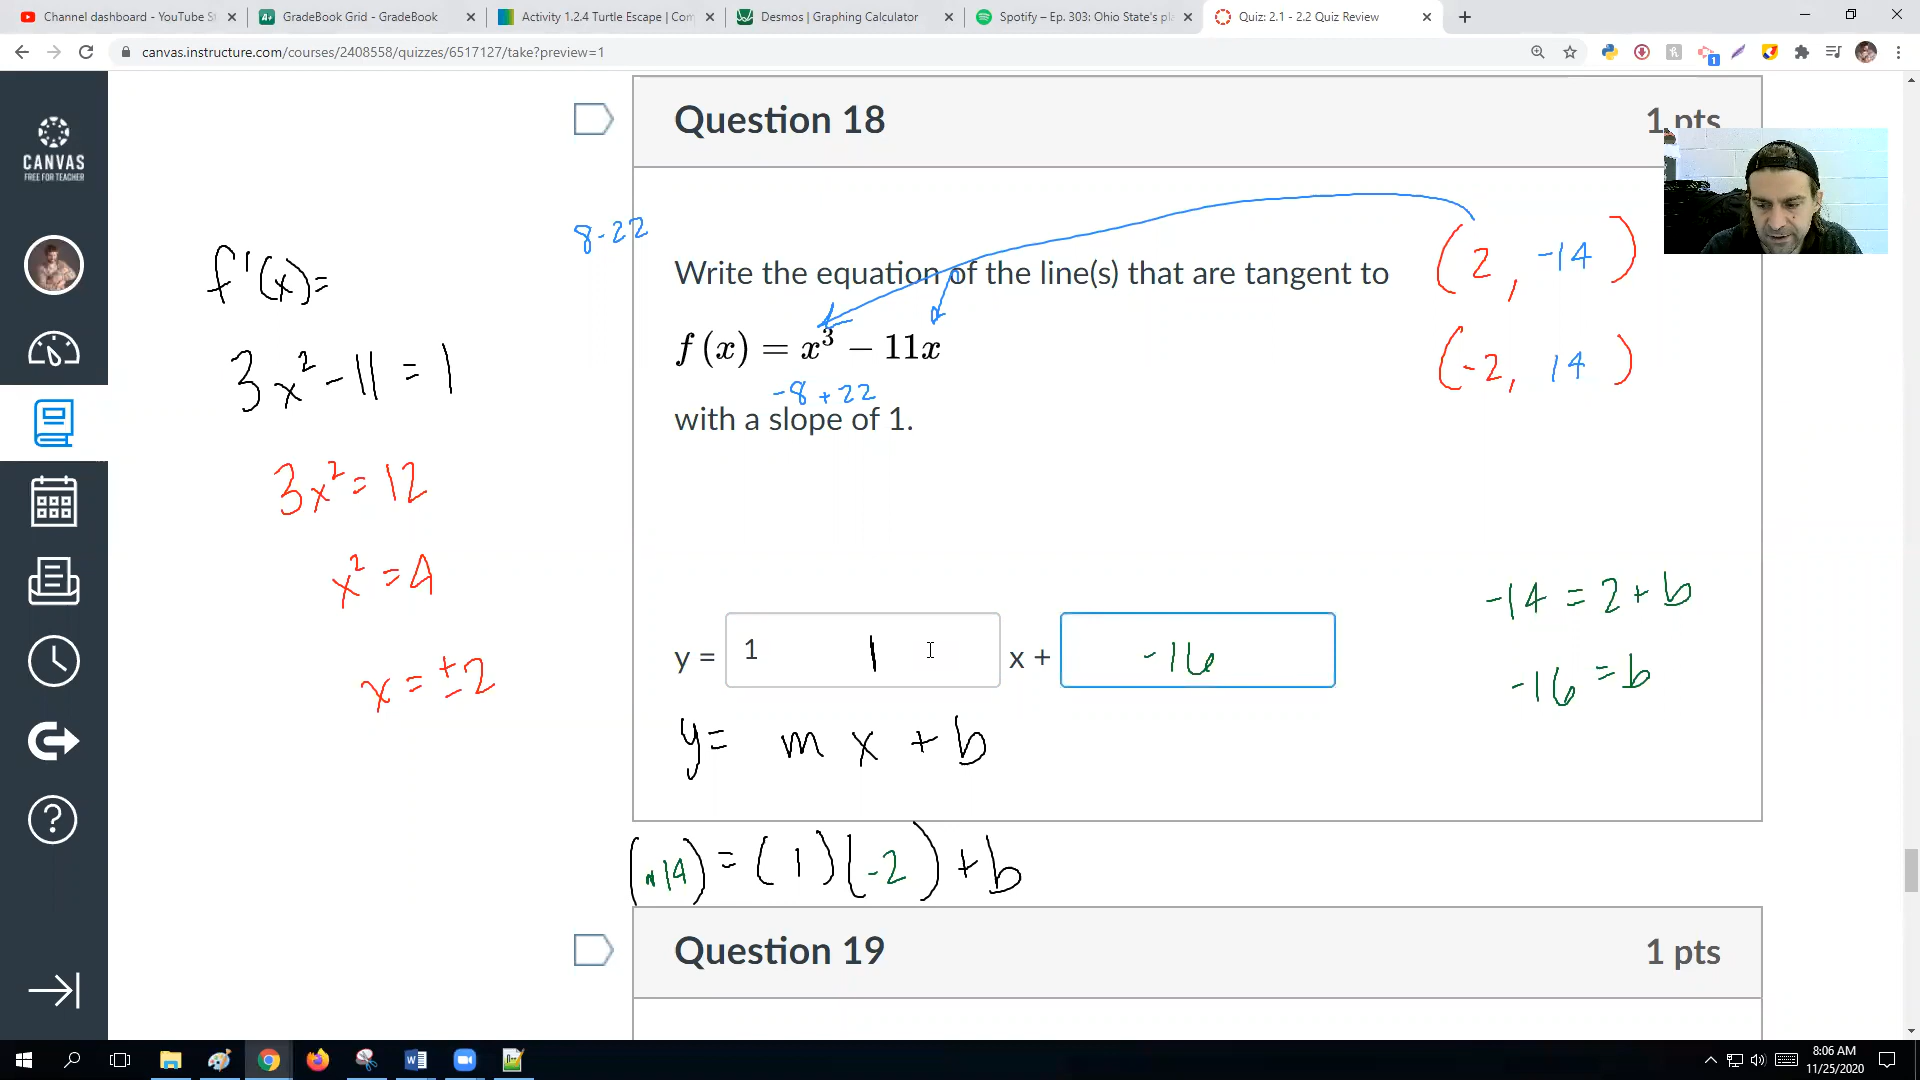 Channel dashboard - YouTube S
GradeBook Grid - GradeBook
Activity 1.2.4 Turtle Escape | Com
Desmos | Graphing Calculator
Spotify – Ep. 303: Ohio State's pl
Quiz: 2.1 - 2.2 Quiz Review
canvas.instructure.com/courses/2408558/quizzes/6517127/take?preview=1
CANVAS
FREE FOR TEACHER
Question 18
1 pts
8-22
f'(x)=
3x²-11=1
3x²=12
x²=4
x=±2
Write the equation of the line(s) that are tangent to
f (x) = x³ − 11x
-8+22
with a slope of 1.
(2, -14)
(-2, 14)
y = 1 1 x + -16
y= mx+b
-14 = 2+b
-16 = b
(14) = (1)(-2)+b
Question 19
1 pts
8:06 AM
11/25/2020